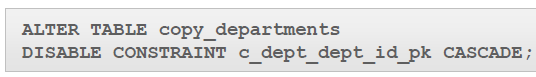 ALTER TABLE copy_departments
DISABLE CONSTRAINT c_dept_dept_id_pk CASCADE;